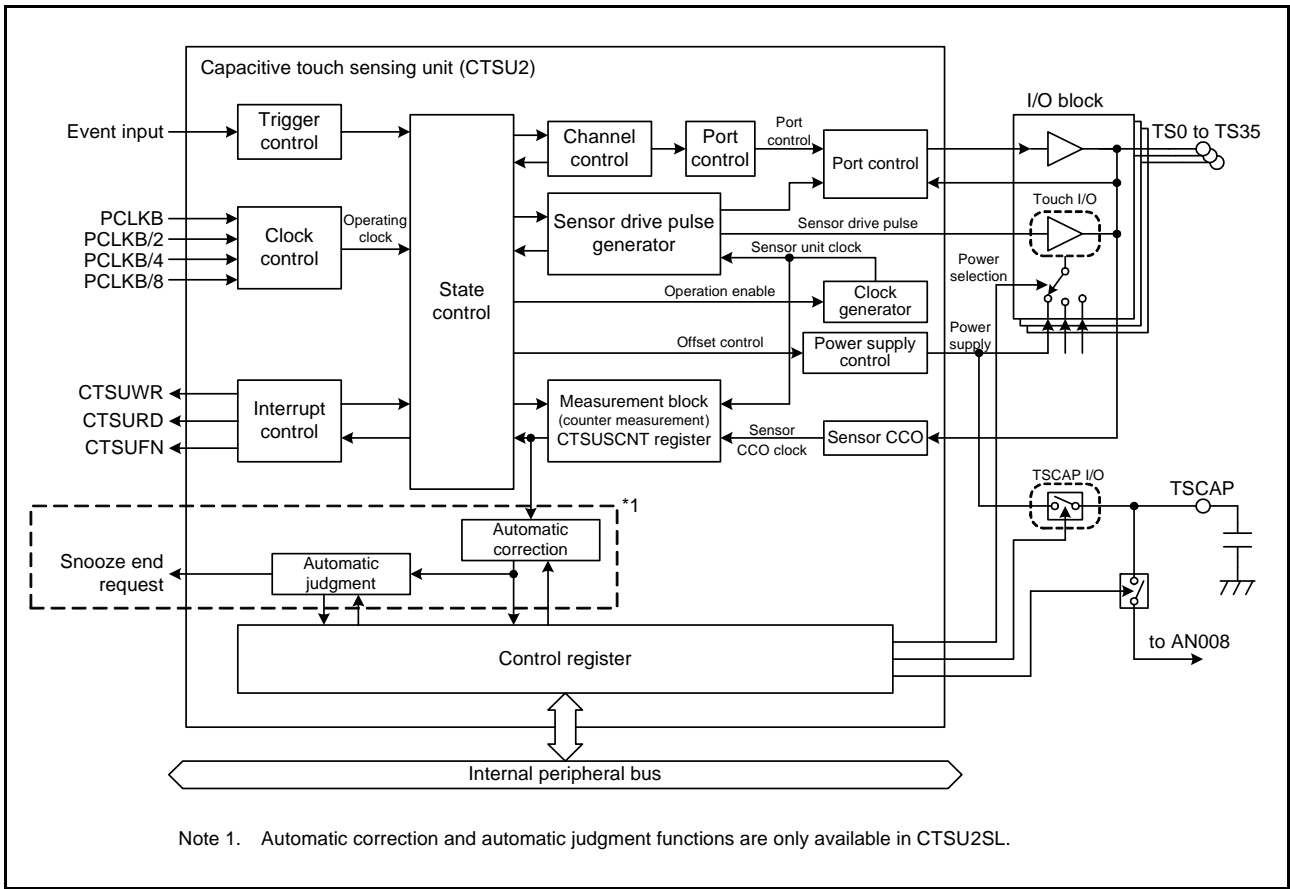 Capacitive touch sensing unit (CTSU2)
I/O block
Event input
Trigger
control
Channel
control
Port
control
Port
control
Port control
TS0 to TS35
PCLKB
PCLKB/2
PCLKB/4
PCLKB/8
Clock
control
Operating
clock
State
control
Sensor drive pulse
generator
Sensor drive pulse
Touch I/O
Sensor unit clock
Operation enable
Clock
generator
Power
selection
Offset control
Power supply
control
Power
supply
CTSUWR
CTSURD
CTSUFN
Interrupt
control
Measurement block
(counter measurement)
CTSUSCNT register
Sensor
CCO clock
Sensor CCO
TSCAP I/O
TSCAP
*1
Automatic
correction
Snooze end
request
Automatic
judgment
Control register
to AN008
Internal peripheral bus
Note 1. Automatic correction and automatic judgment functions are only available in CTSU2SL.